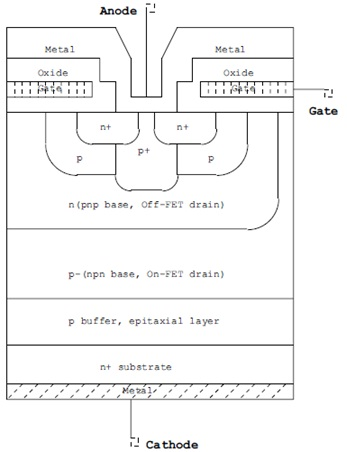 Anode
Metal Metal
Oxide Oxide
Gate Gate
Gate
n+ n+
p p+ p
n(pnp base, Off-FET drain)
p-(npn base, On-FET drain)
p buffer, epitaxial layer
n+ substrate
Metal
Cathode